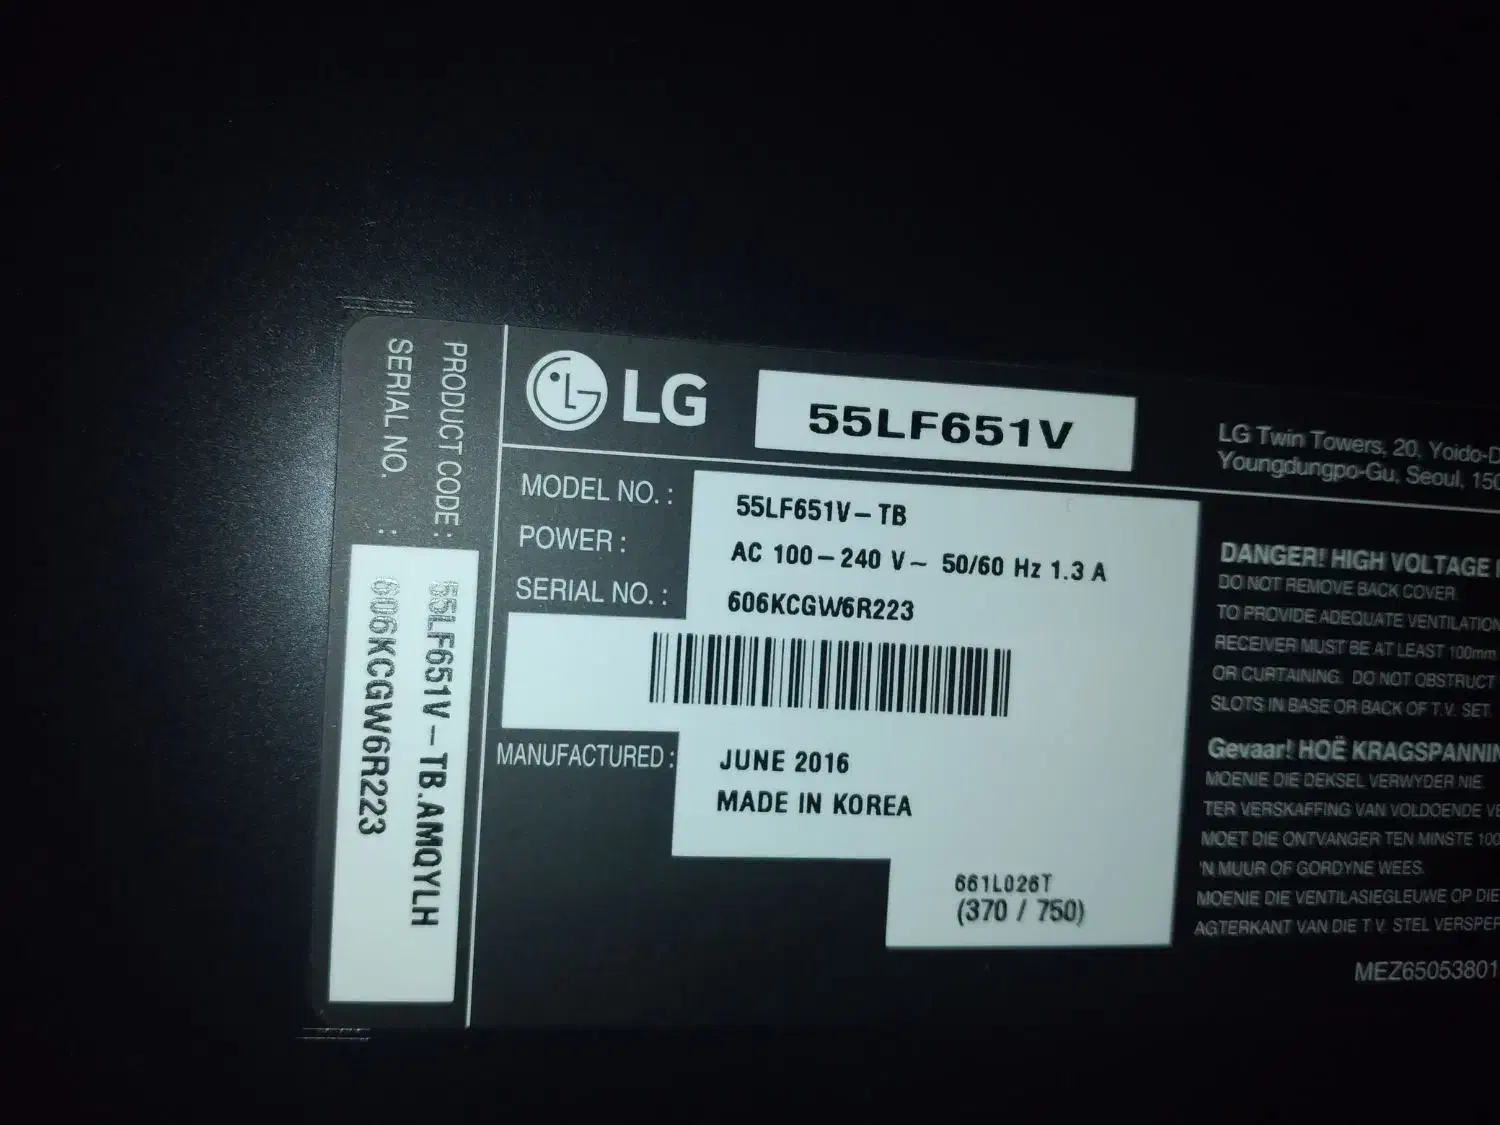 PRODUCT CODE : 55LF651V-TB.AMQYLH
SERIAL NO. : 606KCGW6R223
LG 55LF651V
MODEL NO. : 55LF651V-TB
POWER : AC 100-240 V~ 50/60 Hz 1.3 A
SERIAL NO. : 606KCGW6R223
MANUFACTURED : JUNE 2016
MADE IN KOREA
661L026T
(370 / 750)
LG Twin Towers, 20, Yoido-D
Youngdungpo-Gu, Seoul, 150
DANGER! HIGH VOLTAGE
DO NOT REMOVE BACK COVER.
TO PROVIDE ADEQUATE VENTILATION
RECEIVER MUST BE AT LEAST 100mm
OR CURTAINING. DO NOT OBSTRUCT
SLOTS IN BASE OR BACK OF T.V. SET.
Gevaar! HOË KRAGSPANNIN
MOENIE DIE DEKSEL VERWYDER NIE.
TER VERSKAFFING VAN VOLDOENDE VE
MOET DIE ONTVANGER TEN MINSTE 100
'N MUUR OF GORDYNE WEES.
MOENIE DIE VENTILASIEGLEUWE OP DIE
AGTERKANT VAN DIE T.V. STEL VERSPER
MEZ65053801